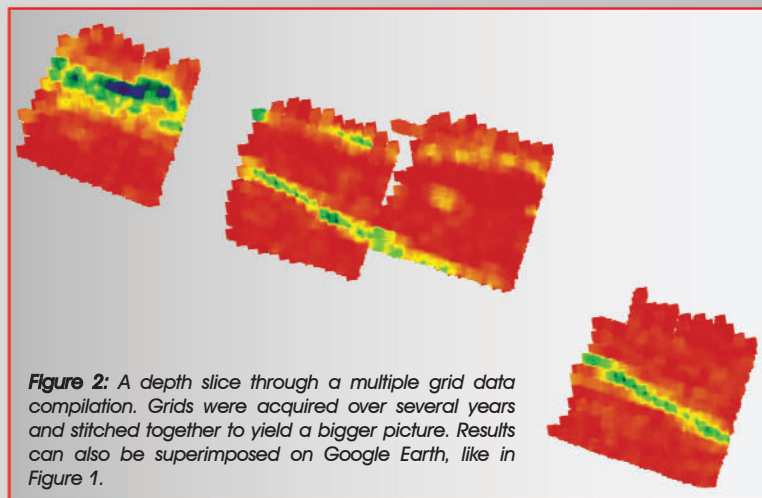 Figure 2: A depth slice through a multiple grid data
compilation. Grids were acquired over several years
and stitched together to yield a bigger picture. Results
can also be superimposed on Google Earth, like in
Figure 1.